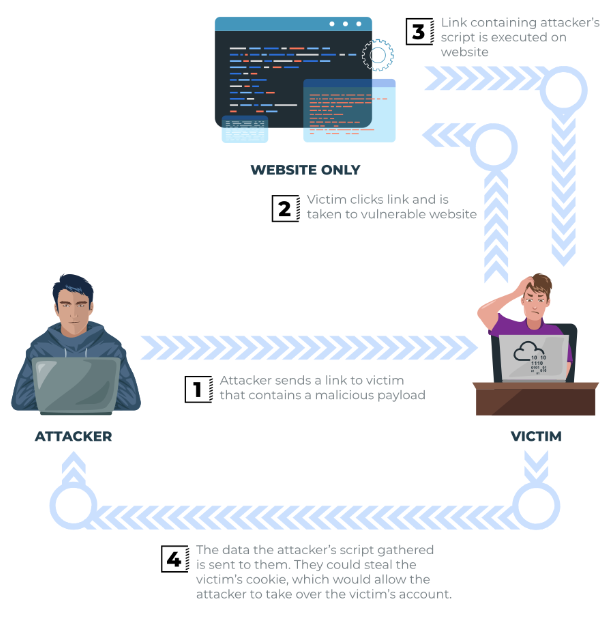 3
Link containing attacker's
script is executed on
website
WEBSITE ONLY
2
Victim clicks link and is
taken to vulnerable website
1
Attacker sends a link to victim
that contains a malicious payload
ATTACKER
VICTIM
4
The data the attacker's script gathered
is sent to them. They could steal the
victim's cookie, which would allow the
attacker to take over the victim's account.